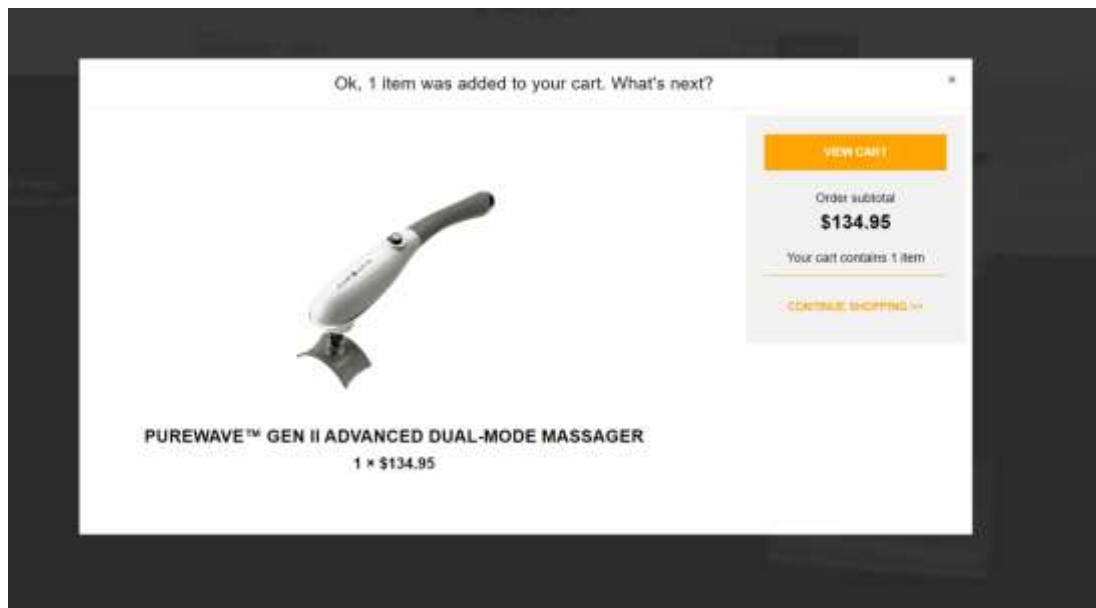 Ok, 1 item was added to your cart. What's next?
×
VIEW CART
Order subtotal
$134.95
Your cart contains 1 item
CONTINUE SHOPPING >>
PUREWAVE™ GEN II ADVANCED DUAL-MODE MASSAGER
1 × $134.95